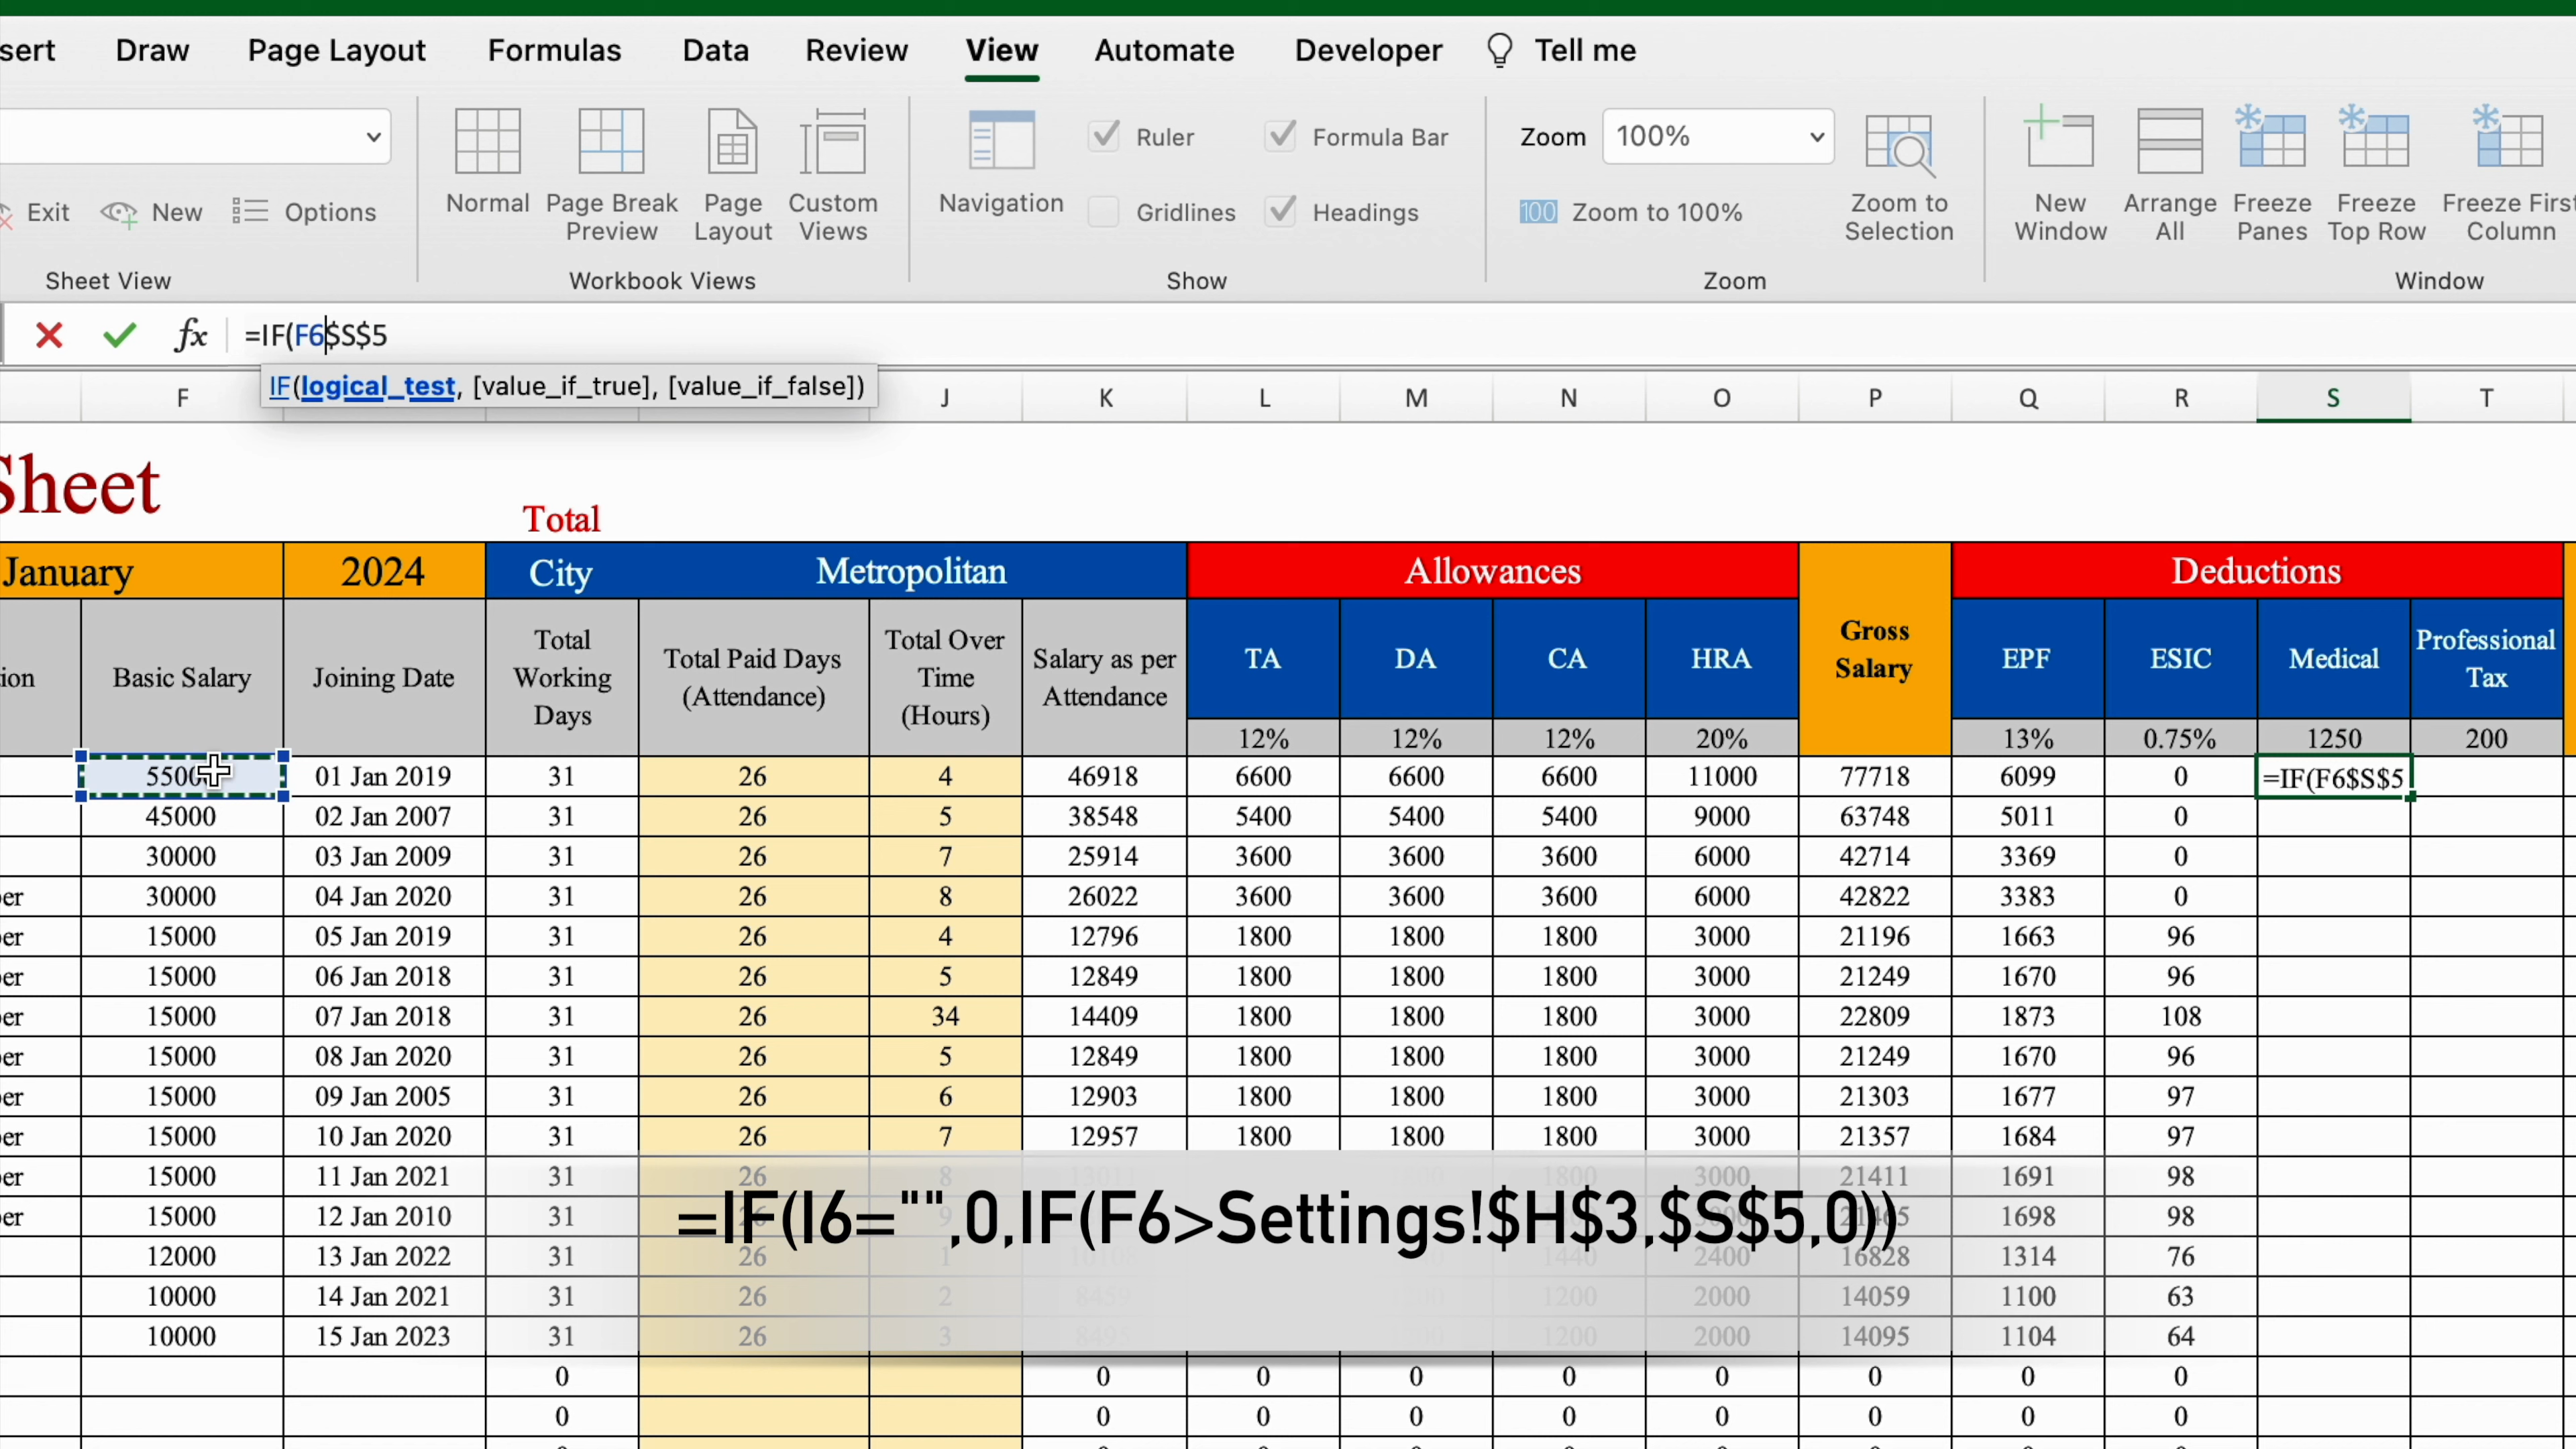 sert Draw Page Layout Formulas Data Review View Automate Developer Tell me
Ruler Formula Bar Zoom 100%
Exit New Options Normal Page Break Preview Page Layout Custom Views Navigation Gridlines Headings 100 Zoom to 100% Zoom to Selection New Window Arrange All Freeze Panes Freeze Top Row Freeze First Column
Sheet View Workbook Views Show Zoom Window
fx =IF(F6$S$5
IF(logical_test, [value_if_true], [value_if_false])
F J K L M N O P Q R S T
Sheet
Total
January 2024 City Metropolitan Allowances Gross Salary Deductions
ion Basic Salary Joining Date Total Working Days Total Paid Days (Attendance) Total Over Time (Hours) Salary as per Attendance TA DA CA HRA EPF ESIC Medical Professional Tax
12% 12% 12% 20% 13% 0.75% 1250 200
01 Jan 2019 31 26 4 46918 6600 6600 6600 11000 77718 6099 0 =IF(F6$S$5
45000 02 Jan 2007 31 26 5 38548 5400 5400 5400 9000 63748 5011 0
30000 03 Jan 2009 31 26 7 25914 3600 3600 3600 6000 42714 3369 0
er 30000 04 Jan 2020 31 26 8 26022 3600 3600 3600 6000 42822 3383 0
er 15000 05 Jan 2019 31 26 4 12796 1800 1800 1800 3000 21196 1663 96
er 15000 06 Jan 2018 31 26 5 12849 1800 1800 1800 3000 21249 1670 96
er 15000 07 Jan 2018 31 26 34 14409 1800 1800 1800 3000 22809 1873 108
er 15000 08 Jan 2020 31 26 5 12849 1800 1800 1800 3000 21249 1670 96
er 15000 09 Jan 2005 31 26 6 12903 1800 1800 1800 3000 21303 1677 97
er 15000 10 Jan 2020 31 26 7 12957 1800 1800 1800 3000 21357 1684 97
er 15000 11 Jan 2021 31 26 8 1800 3000 21411 1691 98
er 15000 12 Jan 2010 31 26 9 1698 98
=IF(I6="",0,IF(F6>Settings!$H$3,$S$5,0))
12000 13 Jan 2022 31 26 1 1440 2400 16828 1314 76
10000 14 Jan 2021 31 26 2 8459 1200 2000 14059 1100 63
10000 15 Jan 2023 31 26 3 8495 1200 2000 14095 1104 64
0 0 0 0 0 0 0 0 0
0 0 0 0 0 0 0 0 0